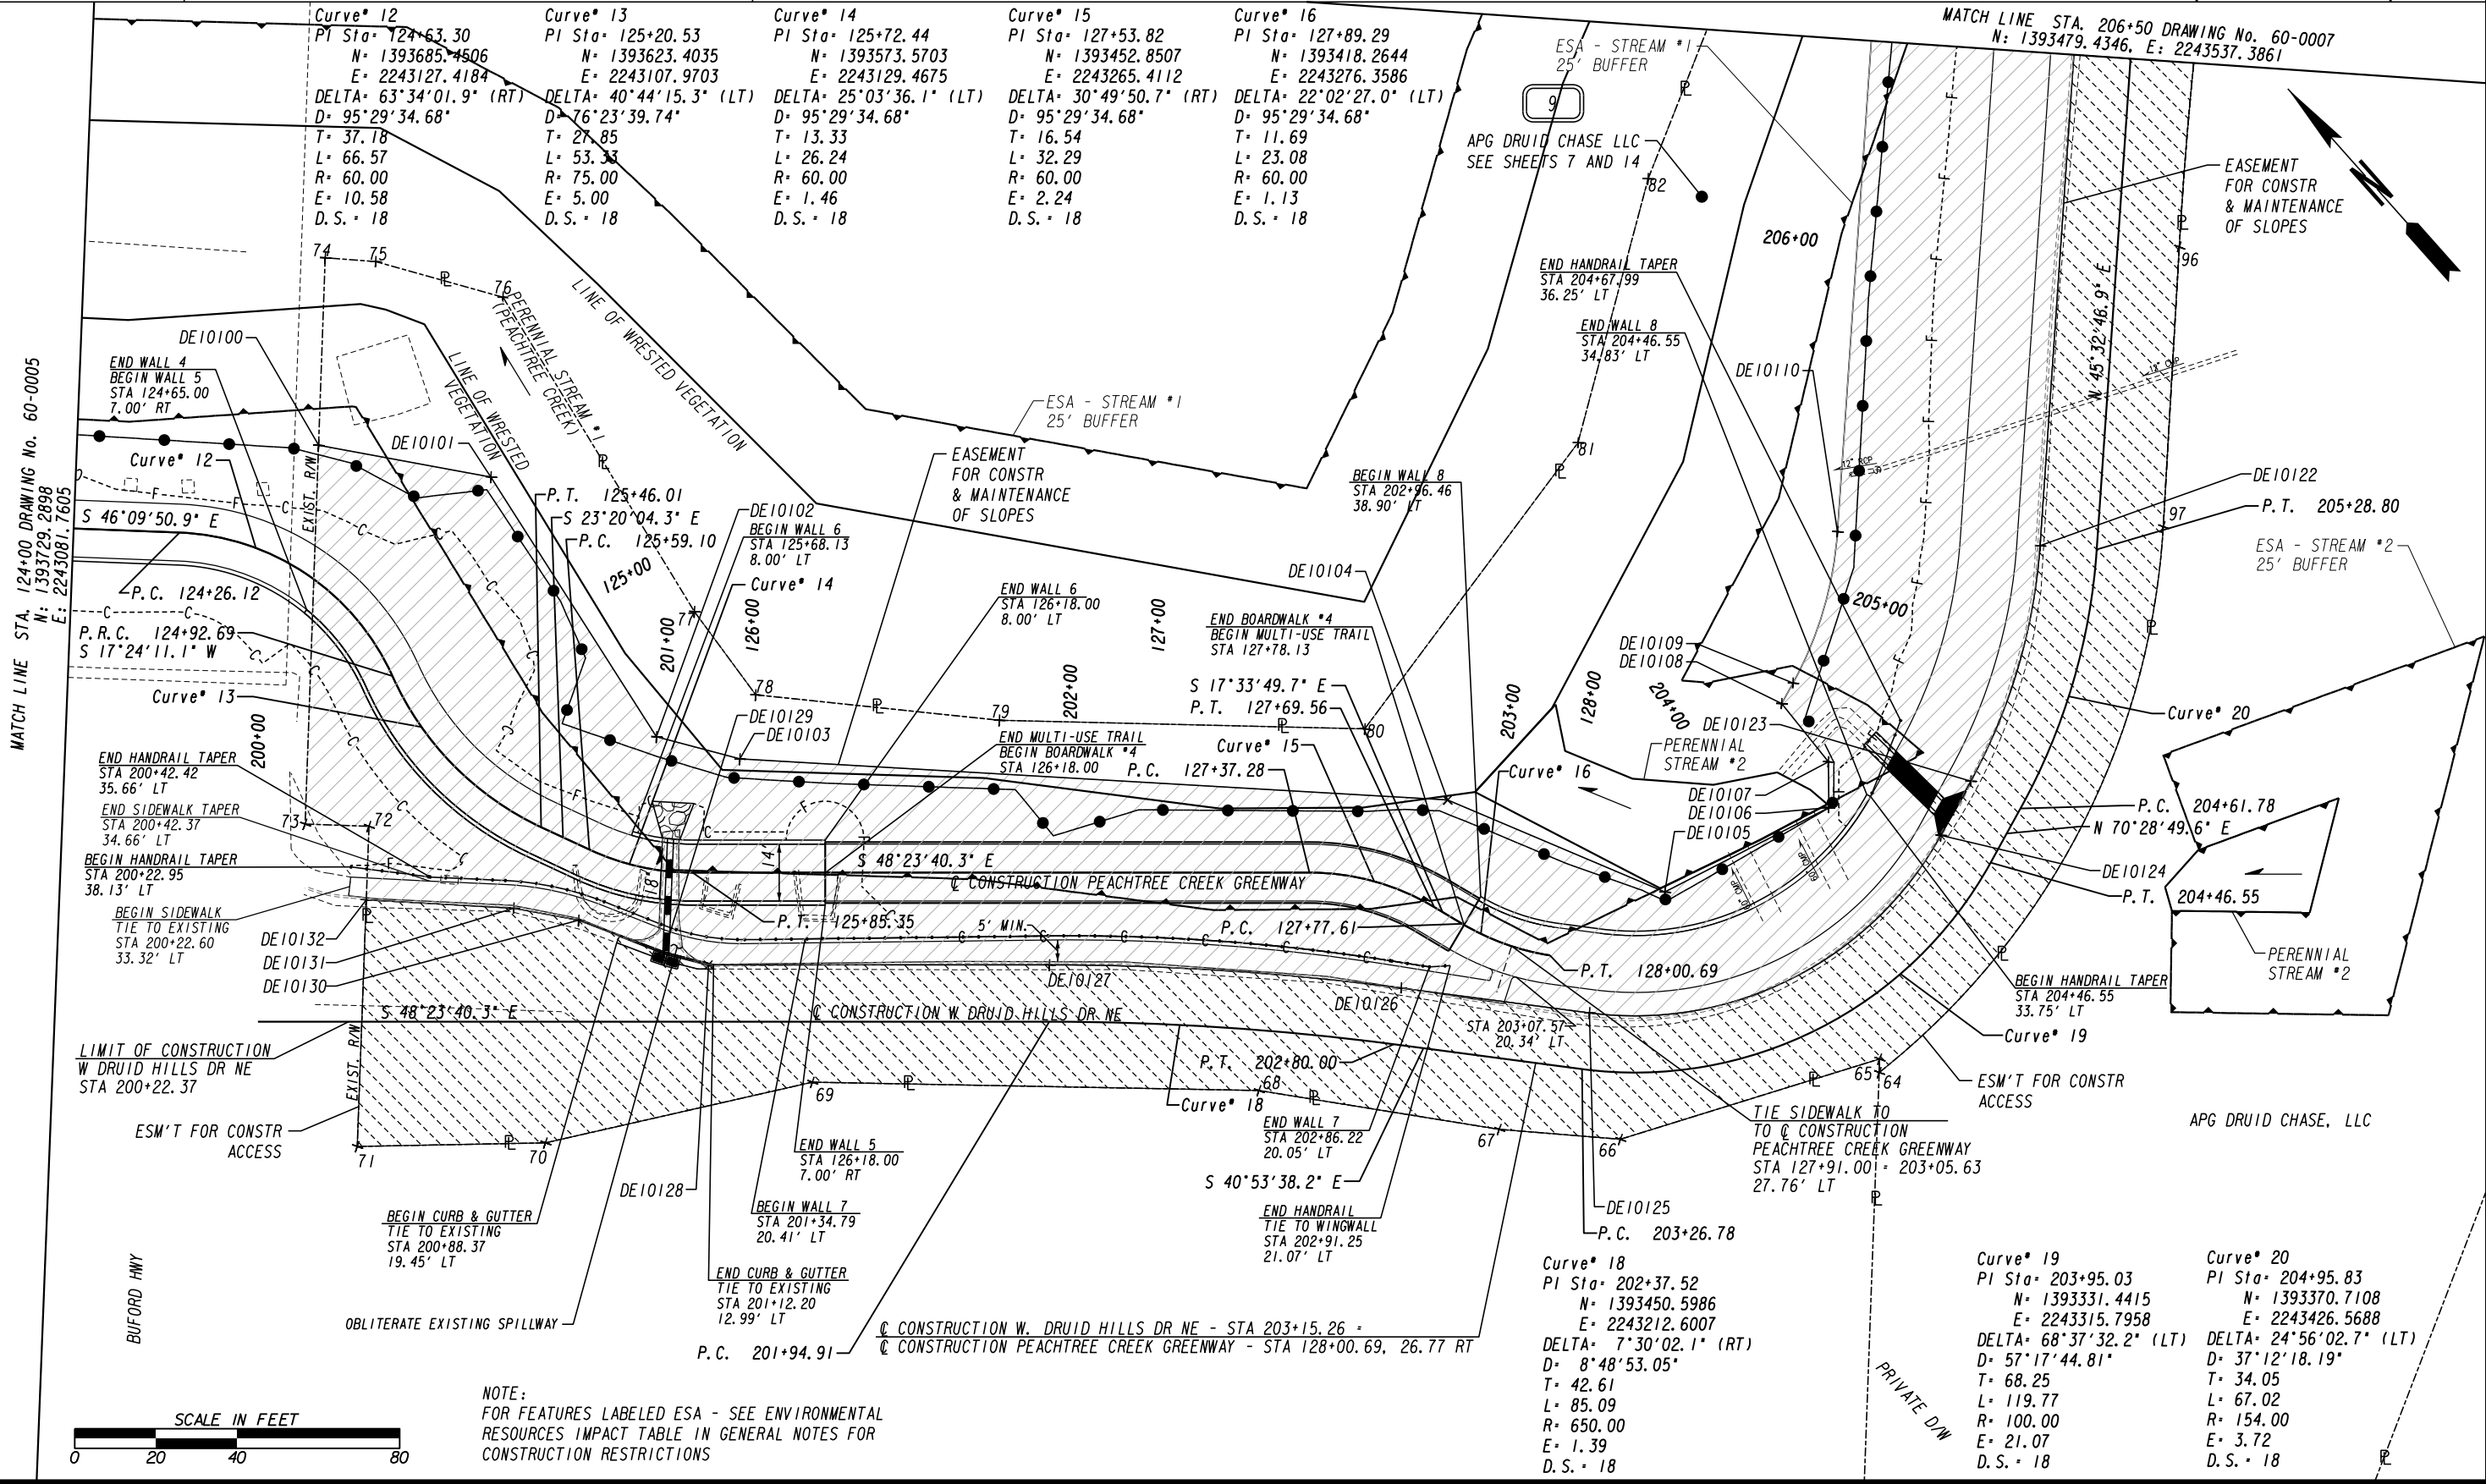 Curve# 12
PI Sta= 124+63.30
N= 1393685.4506
E= 2243127.4184
DELTA= 63°34'01.9" (RT)
D= 95°29'34.68"
T= 37.18
L= 66.57
R= 60.00
E= 10.58
D.S. = 18
Curve# 13
PI Sta= 125+20.53
N= 1393623.4035
E= 2243107.9703
DELTA= 40°44'15.3" (LT)
D= 76°23'39.74"
T= 27.85
L= 53.33
R= 75.00
E= 5.00
D.S. = 18
Curve# 14
PI Sta= 125+72.44
N= 1393573.5703
E= 2243129.4675
DELTA= 25°03'36.1" (LT)
D= 95°29'34.68"
T= 13.33
L= 26.24
R= 60.00
E= 1.46
D.S. = 18
Curve# 15
PI Sta= 127+53.82
N= 1393452.8507
E= 2243265.4112
DELTA= 30°49'50.7" (RT)
D= 95°29'34.68"
T= 16.54
L= 32.29
R= 60.00
E= 2.24
D.S. = 18
Curve# 16
PI Sta= 127+89.29
N= 1393418.2644
E= 2243276.3586
DELTA= 22°02'27.0" (LT)
D= 95°29'34.68"
T= 11.69
L= 23.08
R= 60.00
E= 1.13
D.S. = 18
ESA - STREAM #1
25' BUFFER
9
APG DRUID CHASE LLC
SEE SHEETS 7 AND 14
82
MATCH LINE STA. 206+50 DRAWING No. 60-0007
N: 1393479.4346, E: 2243537.3861
EASEMENT
FOR CONSTR
& MAINTENANCE
OF SLOPES
96
N 45°32'46.9" E
206+00
END HANDRAIL TAPER
STA 204+67.99
36.25' LT
END WALL 8
STA 204+46.55
34.83' LT
DE10110
12" CMP
12" RCP
81
74
75
76
PERENNIAL STREAM #1
(PEACHTREE CREEK)
LINE OF WRESTED VEGETATION
LINE OF WRESTED
VEGETATION
DE10100
END WALL 4
BEGIN WALL 5
STA 124+65.00
7.00' RT
DE10101
Curve# 12
MATCH LINE STA. 124+00 DRAWING No. 60-0005
N: 1393729.2898
E: 2243081.7605
S 46°09'50.9" E
EXIST. R/W
P.T. 125+46.01
S 23°20'04.3" E
P.C. 125+59.10
125+00
DE10102
BEGIN WALL 6
STA 125+68.13
8.00' LT
Curve# 14
ESA - STREAM #1
25' BUFFER
EASEMENT
FOR CONSTR
& MAINTENANCE
OF SLOPES
BEGIN WALL 8
STA 202+96.46
38.90' LT
DE10104
DE10122
P.T. 205+28.80
97
ESA - STREAM #2
25' BUFFER
P.C. 124+26.12
P.R.C. 124+92.69
S 17°24'11.1" W
Curve# 13
200+00
77
201+00
126+00
END WALL 6
STA 126+18.00
8.00' LT
127+00
END BOARDWALK #4
BEGIN MULTI-USE TRAIL
STA 127+78.13
205+00
DE10109
DE10108
204+00
78
79
202+00
S 17°33'49.7" E
P.T. 127+69.56
80
203+00
128+00
DE10129
DE10103
END MULTI-USE TRAIL
BEGIN BOARDWALK #4
STA 126+18.00
Curve# 15
P.C. 127+37.28
Curve# 16
PERENNIAL
STREAM #2
DE10123
Curve# 20
DE10107
DE10106
DE10105
P.C. 204+61.78
N 70°28'49.6" E
DE10124
P.T. 204+46.55
END HANDRAIL TAPER
STA 200+42.42
35.66' LT
END SIDEWALK TAPER
STA 200+42.37
34.66' LT
BEGIN HANDRAIL TAPER
STA 200+22.95
38.13' LT
BEGIN SIDEWALK
TIE TO EXISTING
STA 200+22.60
33.32' LT
73
72
DE10132
DE10131
DE10130
14'
S 48°23'40.3" E
℄ CONSTRUCTION PEACHTREE CREEK GREENWAY
P.T. 125+85.35
5' MIN.
P.C. 127+77.61
DE10127
DE10126
P.T. 128+00.69
PERENNIAL
STREAM #2
BEGIN HANDRAIL TAPER
STA 204+46.55
33.75' LT
S 48°23'40.3" E
℄ CONSTRUCTION W. DRUID HILLS DR NE
STA 203+07.57
20.34' LT
Curve# 19
LIMIT OF CONSTRUCTION
W DRUID HILLS DR NE
STA 200+22.37
EXIST. R/W
P.T. 202+80.00
65
64
ESM'T FOR CONSTR
ACCESS
69
68
Curve# 18
67
66
TIE SIDEWALK TO
TO ℄ CONSTRUCTION
PEACHTREE CREEK GREENWAY
STA 127+91.00 = 203+05.63
27.76' LT
APG DRUID CHASE, LLC
ESM'T FOR CONSTR
ACCESS
71
70
END WALL 5
STA 126+18.00
7.00' RT
END WALL 7
STA 202+86.22
20.05' LT
S 40°53'38.2" E
DE10128
BEGIN WALL 7
STA 201+34.79
20.41' LT
END HANDRAIL
TIE TO WINGWALL
STA 202+91.25
21.07' LT
DE10125
P.C. 203+26.78
BEGIN CURB & GUTTER
TIE TO EXISTING
STA 200+88.37
19.45' LT
END CURB & GUTTER
TIE TO EXISTING
STA 201+12.20
12.99' LT
BUFORD HWY
OBLITERATE EXISTING SPILLWAY
P.C. 201+94.91
℄ CONSTRUCTION W. DRUID HILLS DR NE - STA 203+15.26 =
℄ CONSTRUCTION PEACHTREE CREEK GREENWAY - STA 128+00.69, 26.77 RT
Curve# 18
PI Sta= 202+37.52
N= 1393450.5986
E= 2243212.6007
DELTA= 7°30'02.1" (RT)
D= 8°48'53.05"
T= 42.61
L= 85.09
R= 650.00
E= 1.39
D.S. = 18
PRIVATE D/W
Curve# 19
PI Sta= 203+95.03
N= 1393331.4415
E= 2243315.7958
DELTA= 68°37'32.2" (LT)
D= 57°17'44.81"
T= 68.25
L= 119.77
R= 100.00
E= 21.07
D.S. = 18
Curve# 20
PI Sta= 204+95.83
N= 1393370.7108
E= 2243426.5688
DELTA= 24°56'02.7" (LT)
D= 37°12'18.19"
T= 34.05
L= 67.02
R= 154.00
E= 3.72
D.S. = 18
NOTE:
FOR FEATURES LABELED ESA - SEE ENVIRONMENTAL
RESOURCES IMPACT TABLE IN GENERAL NOTES FOR
CONSTRUCTION RESTRICTIONS
SCALE IN FEET
0 20 40 80